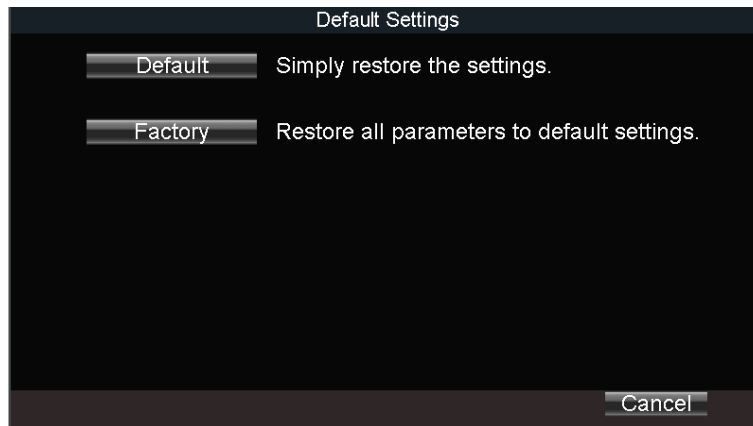 Default Settings
Default Simply restore the settings.
Factory Restore all parameters to default settings.
Cancel